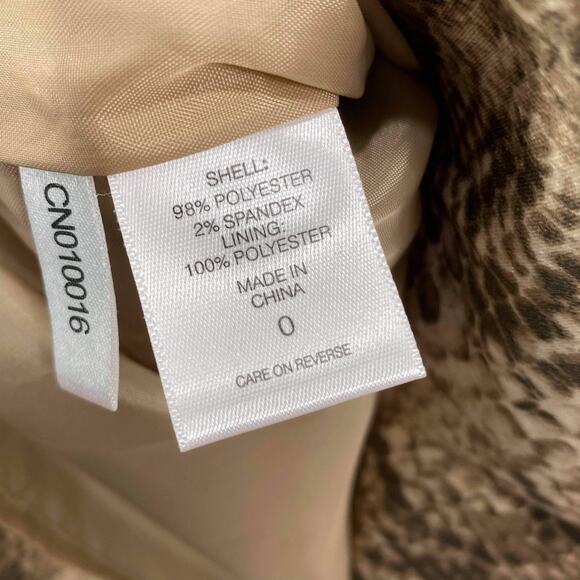 CN010016
SHELL:
98% POLYESTER
2% SPANDEX
LINING:
100% POLYESTER
MADE IN
CHINA
0
CARE ON REVERSE